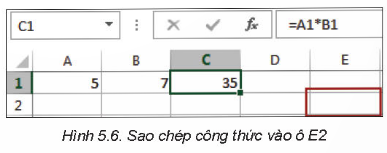 C1 fx =A1*B1
A B C D E
1 5 7 35
2
Hình 5.6. Sao chép công thức vào ô E2